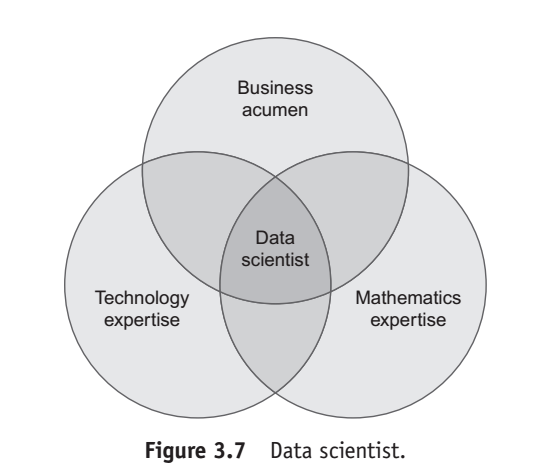 Business
acumen
Data
scientist
Technology
expertise
Mathematics
expertise
Figure 3.7 Data scientist.